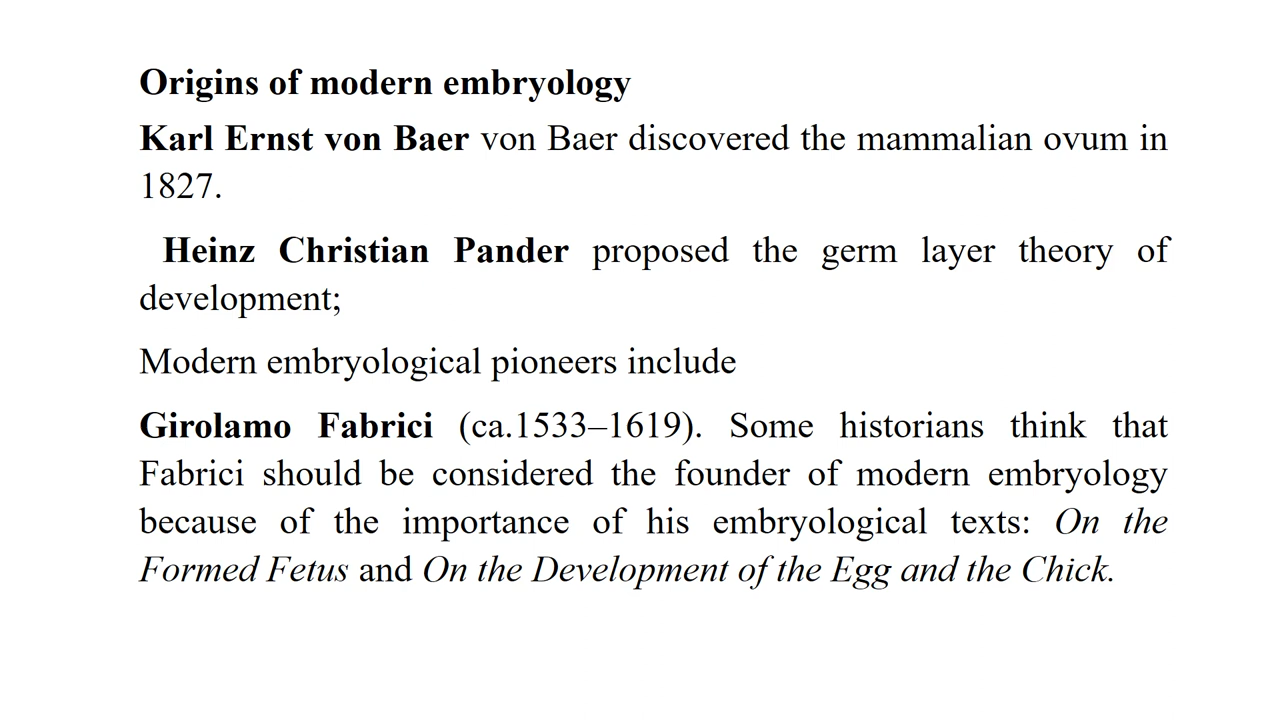 Origins of modern embryology
Karl Ernst von Baer von Baer discovered the mammalian ovum in
1827.
Heinz Christian Pander proposed the germ layer theory of
development;
Modern embryological pioneers include
Girolamo Fabrici (ca.1533–1619). Some historians think that
Fabrici should be considered the founder of modern embryology
because of the importance of his embryological texts: On the
Formed Fetus and On the Development of the Egg and the Chick.